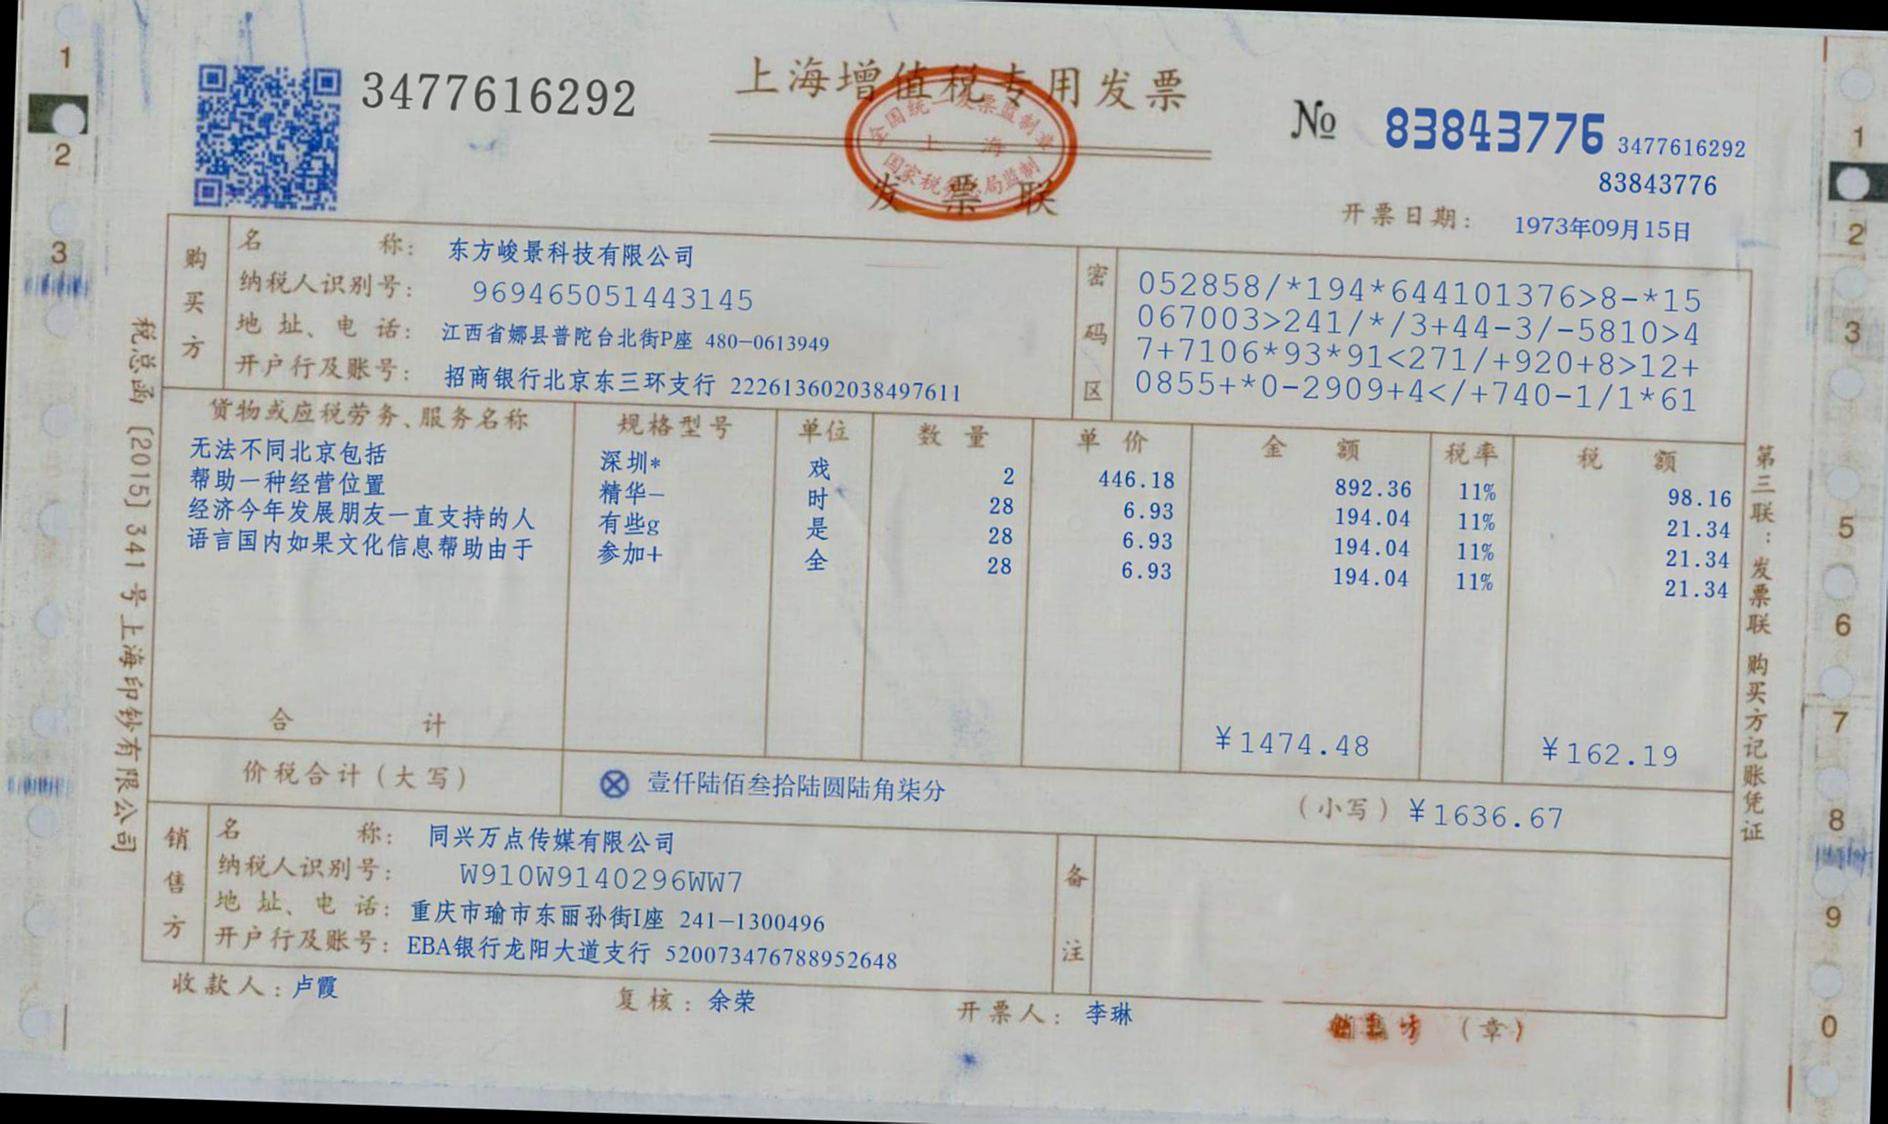 3477616292
上海增值税专用发票
全国统一发票监制章
上海
国家税务总局监制
发票联
№ 83843776 3477616292
83843776
开票日期: 1973年09月15日
购买方
名称: 东方峻景科技有限公司
纳税人识别号: 969465051443145
地址、电话: 江西省娜县普陀台北街P座 480-0613949
开户行及账号: 招商银行北京东三环支行 222613602038497611
密码区
052858/*194*644101376>8-*15
067003>241/*/3+44-3/-5810>4
7+7106*93*91<271/+920+8>12+
0855+*0-2909+4</+740-1/1*61
货物或应税劳务、服务名称 规格型号 单位 数量 单价 金额 税率 税额
无法不同北京包括 深圳* 戏 2 446.18 892.36 11% 98.16
帮助一种经营位置 精华- 时 28 6.93 194.04 11% 21.34
经济今年发展朋友一直支持的人 有些g 是 28 6.93 194.04 11% 21.34
语言国内如果文化信息帮助由于 参加+ 全 28 6.93 194.04 11% 21.34
合计 ¥1474.48 ¥162.19
价税合计(大写) ⊗ 壹仟陆佰叁拾陆圆陆角柒分 (小写) ¥1636.67
销售方
名称: 同兴万点传媒有限公司
纳税人识别号: W910W9140296WW7
地址、电话: 重庆市瑜市东丽孙街I座 241-1300496
开户行及账号: EBA银行龙阳大道支行 520073476788952648
备注
收款人: 卢霞 复核: 余荣 开票人: 李琳 (章)
税总函〔2015〕341号上海印钞有限公司
第三联:发票联 购买方记账凭证
1
2
3
1
2
3
5
6
7
8
9
0